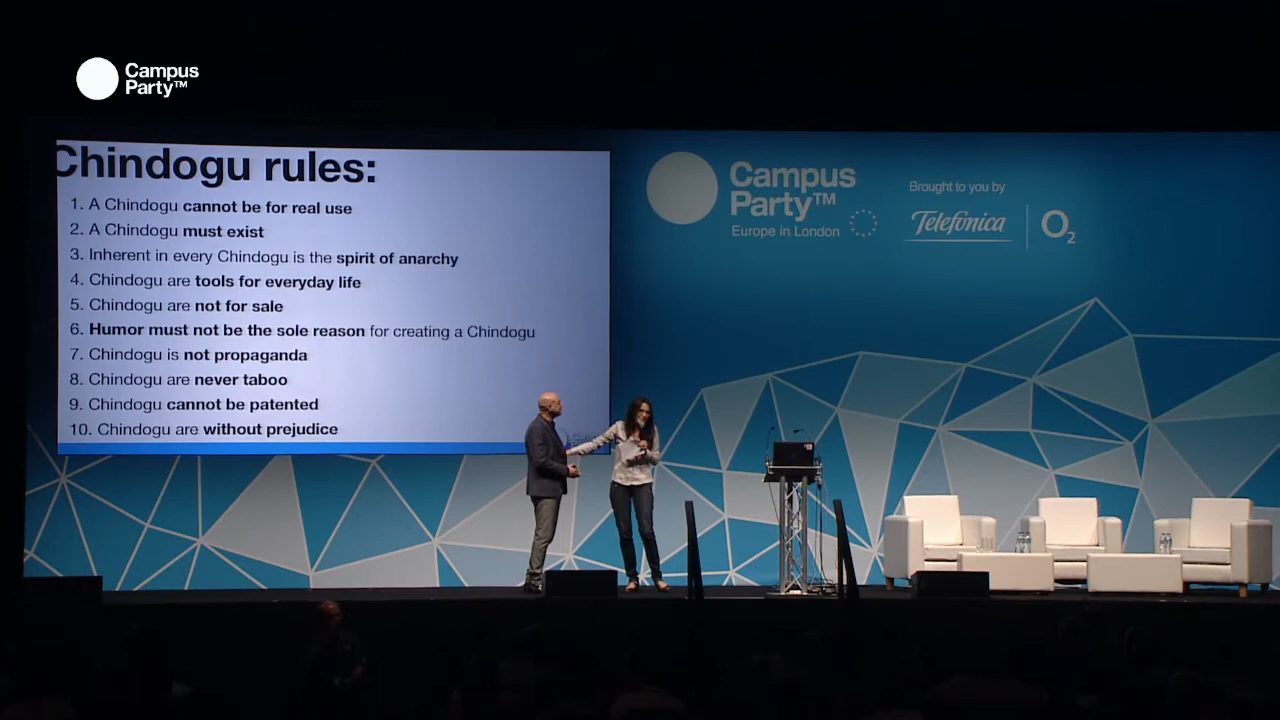 Campus
Party™
Chindogu rules:
1. A Chindogu cannot be for real use
2. A Chindogu must exist
3. Inherent in every Chindogu is the spirit of anarchy
4. Chindogu are tools for everyday life
5. Chindogu are not for sale
6. Humor must not be the sole reason for creating a Chindogu
7. Chindogu is not propaganda
8. Chindogu are never taboo
9. Chindogu cannot be patented
10. Chindogu are without prejudice
Campus
Party™
Europe in London
Brought to you by
Telefónica
O2